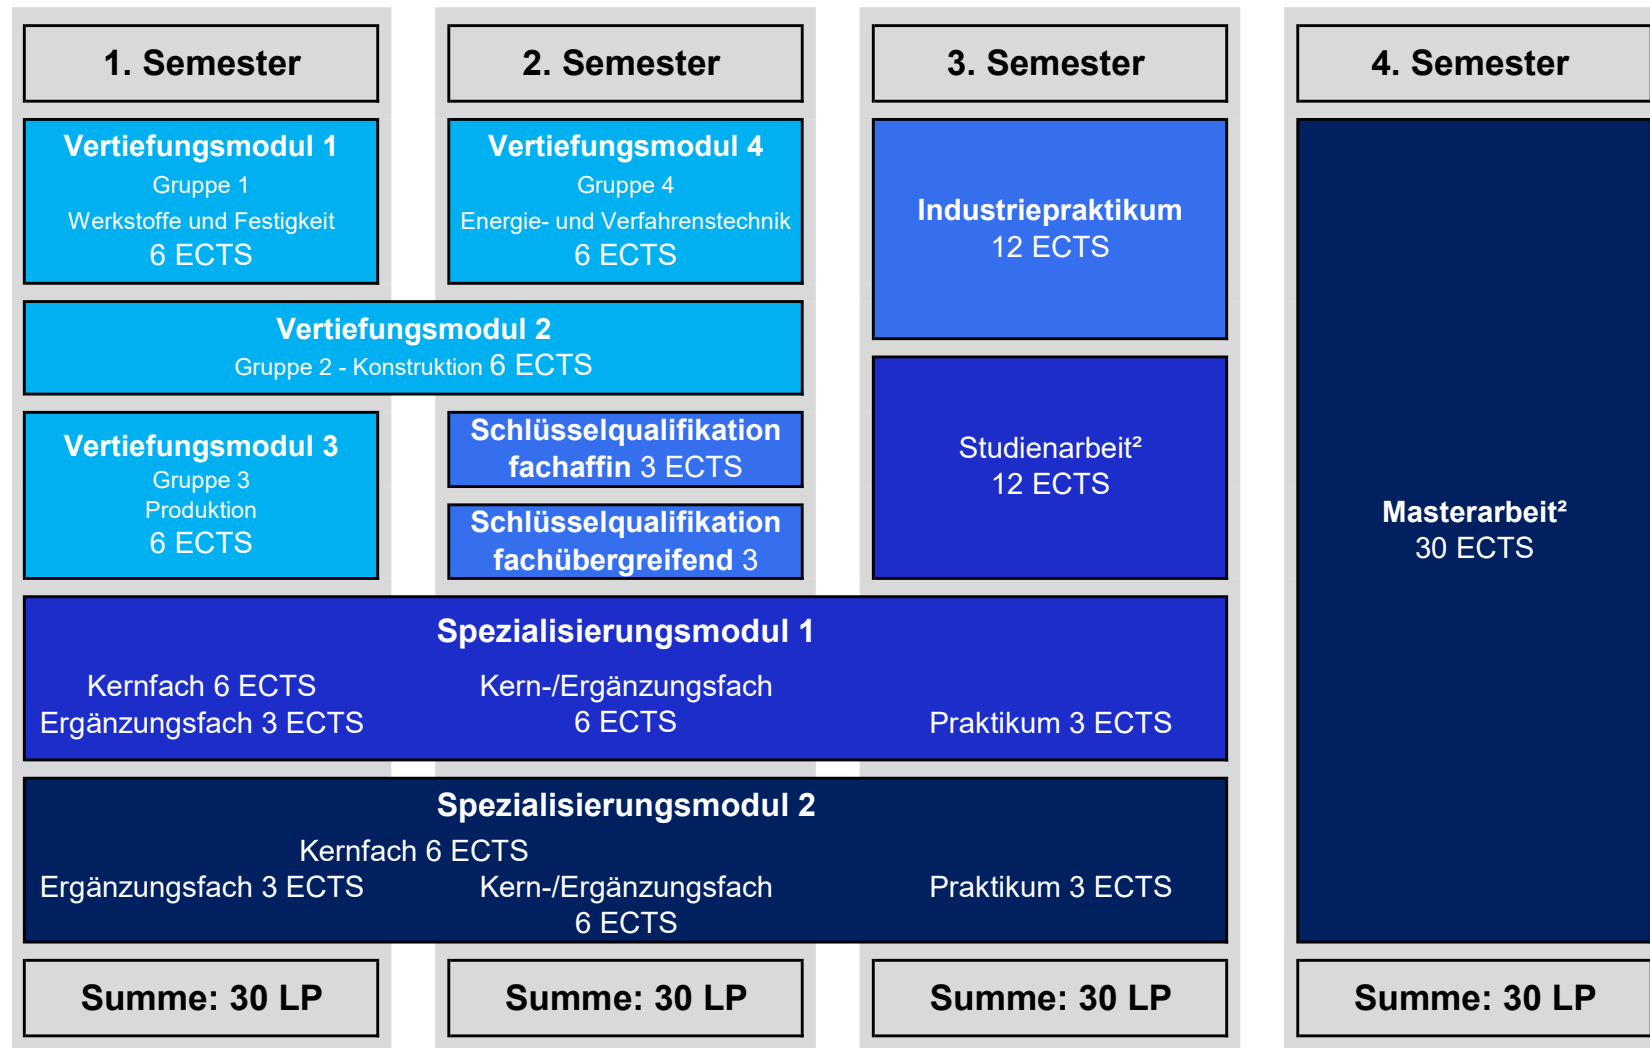 1. Semester
2. Semester
3. Semester
4. Semester
Vertiefungsmodul 1
Gruppe 1
Werkstoffe und Festigkeit
6 ECTS
Vertiefungsmodul 4
Gruppe 4
Energie- und Verfahrenstechnik
6 ECTS
Industriepraktikum
12 ECTS
Vertiefungsmodul 2
Gruppe 2 - Konstruktion 6 ECTS
Vertiefungsmodul 3
Gruppe 3
Produktion
6 ECTS
Schlüsselqualifikation
fachaffin 3 ECTS
Schlüsselqualifikation
fachübergreifend 3
Studienarbeit²
12 ECTS
Masterarbeit²
30 ECTS
Spezialisierungsmodul 1
Kernfach 6 ECTS
Ergänzungsfach 3 ECTS
Kern-/Ergänzungsfach
6 ECTS
Praktikum 3 ECTS
Spezialisierungsmodul 2
Kernfach 6 ECTS
Ergänzungsfach 3 ECTS
Kern-/Ergänzungsfach
6 ECTS
Praktikum 3 ECTS
Summe: 30 LP
Summe: 30 LP
Summe: 30 LP
Summe: 30 LP